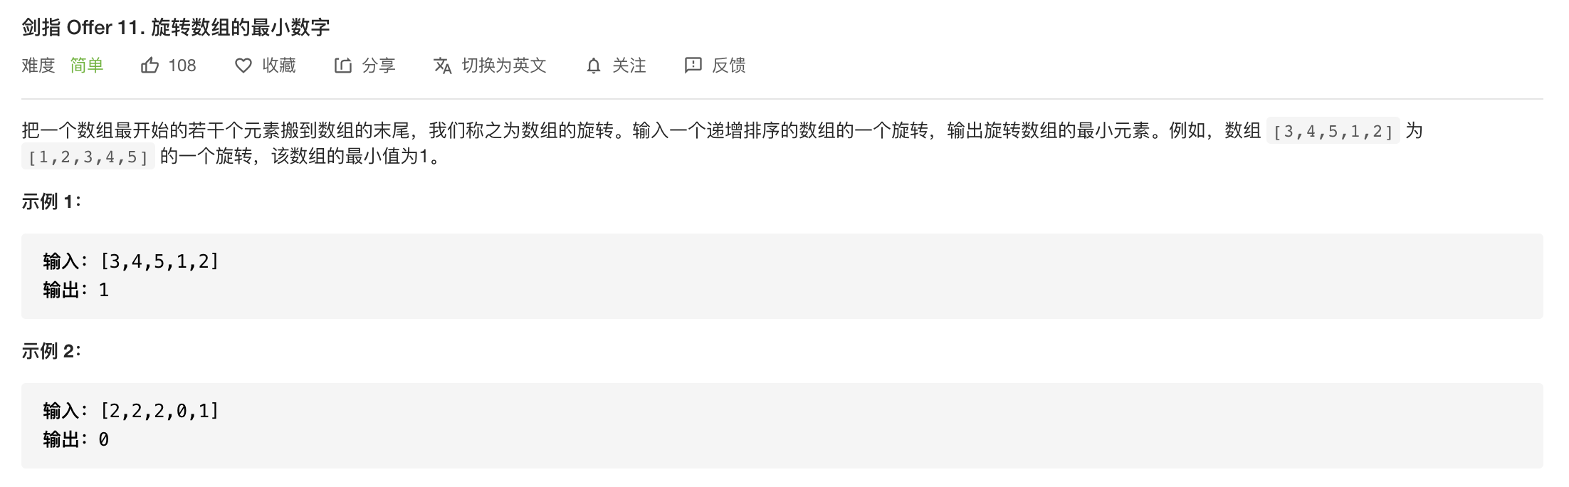 剑指 Offer 11. 旋转数组的最小数字
难度 简单 108 收藏 分享 切换为英文 关注 反馈
把一个数组最开始的若干个元素搬到数组的末尾，我们称之为数组的旋转。输入一个递增排序的数组的一个旋转，输出旋转数组的最小元素。例如，数组 [3,4,5,1,2] 为
[1,2,3,4,5] 的一个旋转，该数组的最小值为1。
示例 1：
输入：[3,4,5,1,2]
输出：1
示例 2：
输入：[2,2,2,0,1]
输出：0